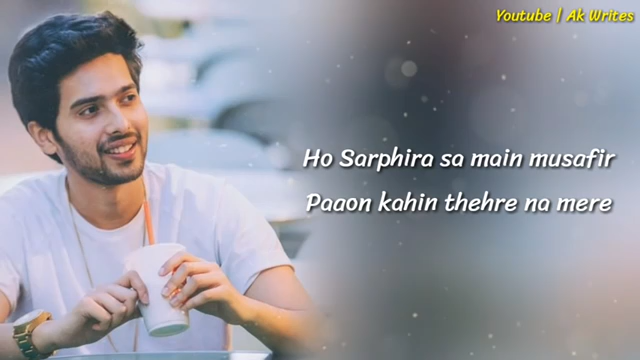 Youtube | Ak Writes
Ho Sarphira sa main musafir
Paaon kahin thehre na mere